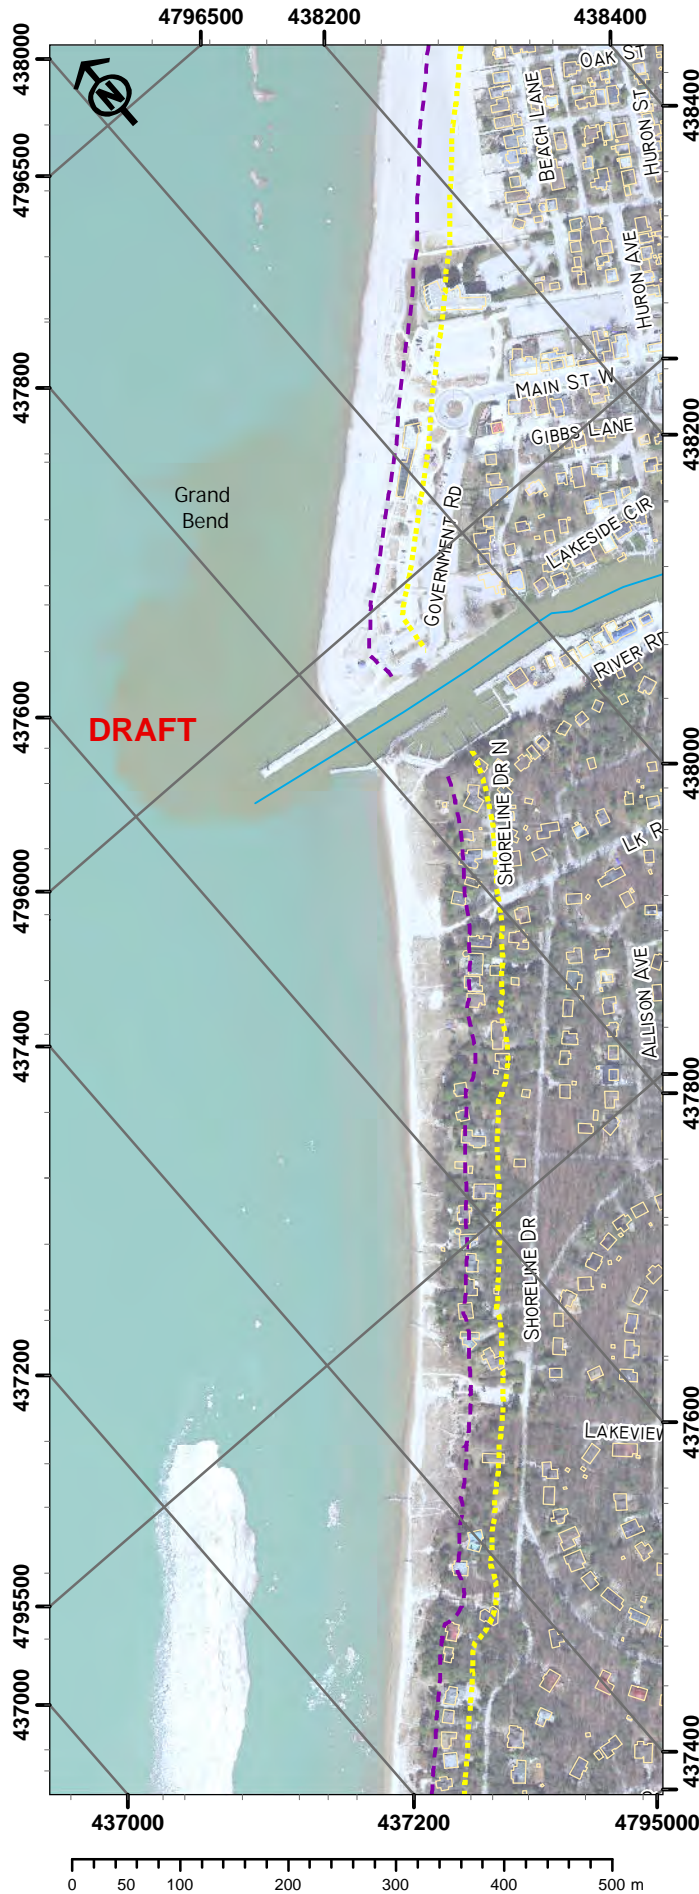 4796500
438200
438400
438000
4796500
437800
437600
4796000
437400
437200
4795500
437000
N
OAK ST
BEACH LANE
HURON ST
HURON AVE
MAIN ST W
GIBBS LANE
LAKESIDE CIR
GOVERNMENT RD
RIVER RD
Grand
Bend
DRAFT
SHORELINE DR N
LK R
ALLISON AVE
SHORELINE DR
LAKEVIEW
438400
438200
438000
437800
437600
437400
437000
437200
4795000
0 50 100 200 300 400 500 m